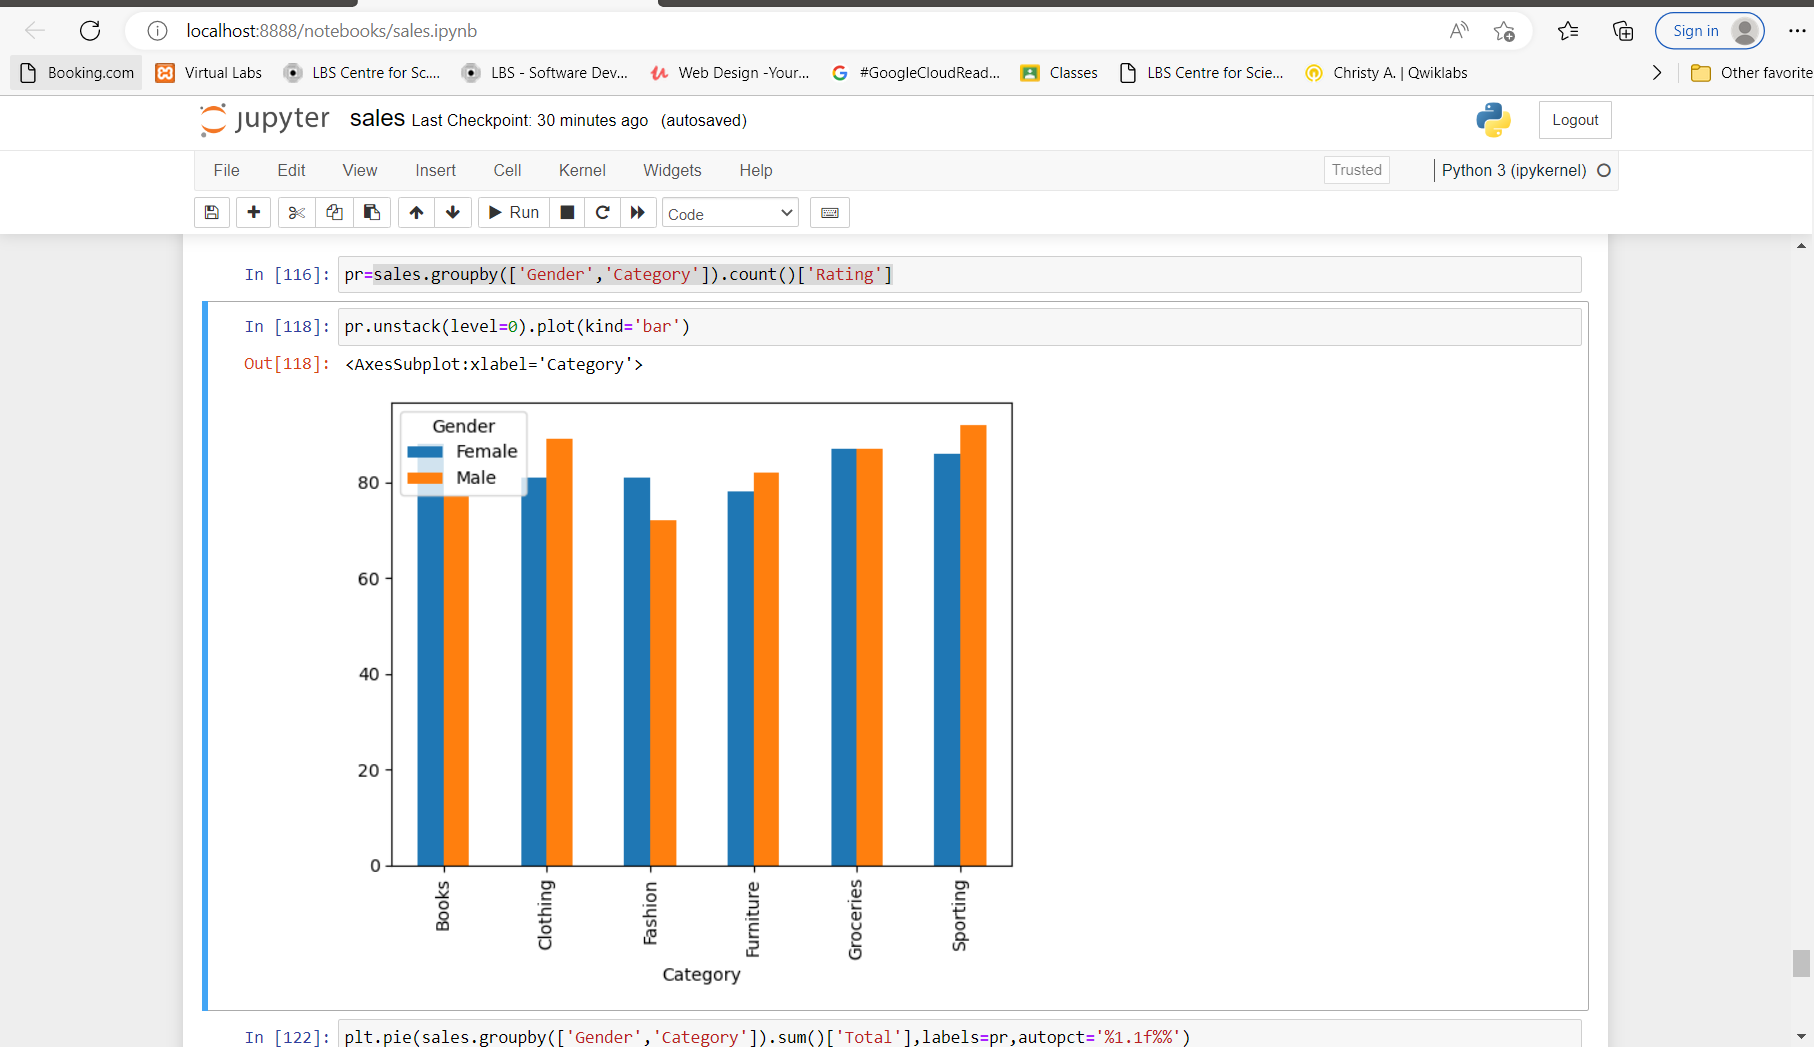 localhost:8888/notebooks/sales.ipynb
Sign in
Booking.com Virtual Labs LBS Centre for Sc.... LBS - Software Dev... Web Design -Your... #GoogleCloudRead... Classes LBS Centre for Scie... Christy A. | Qwiklabs Other favorite
jupyter sales Last Checkpoint: 30 minutes ago (autosaved) Logout
File Edit View Insert Cell Kernel Widgets Help Trusted Python 3 (ipykernel)
Run Code
In [116]: pr=sales.groupby(['Gender','Category']).count()['Rating']
In [118]: pr.unstack(level=0).plot(kind='bar')
Out[118]: <AxesSubplot:xlabel='Category'>
Gender
Female
Male
80
60
40
20
0
Books
Clothing
Fashion
Furniture
Groceries
Sporting
Category
In [122]: plt.pie(sales.groupby(['Gender','Category']).sum()['Total'],labels=pr,autopct='%1.1f%%')